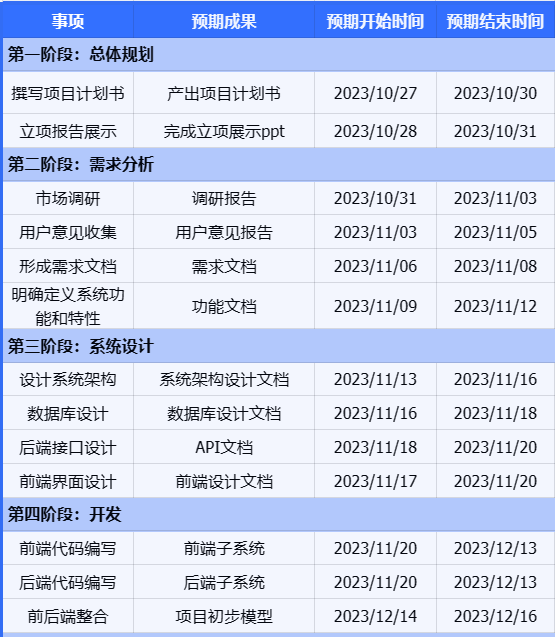 事项 预期成果 预期开始时间 预期结束时间
第一阶段：总体规划
撰写项目计划书 产出项目计划书 2023/10/27 2023/10/30
立项报告展示 完成立项展示ppt 2023/10/28 2023/10/31
第二阶段：需求分析
市场调研 调研报告 2023/10/31 2023/11/03
用户意见收集 用户意见报告 2023/11/03 2023/11/05
形成需求文档 需求文档 2023/11/06 2023/11/08
明确定义系统功
能和特性 功能文档 2023/11/09 2023/11/12
第三阶段：系统设计
设计系统架构 系统架构设计文档 2023/11/13 2023/11/16
数据库设计 数据库设计文档 2023/11/16 2023/11/18
后端接口设计 API文档 2023/11/18 2023/11/20
前端界面设计 前端设计文档 2023/11/17 2023/11/20
第四阶段：开发
前端代码编写 前端子系统 2023/11/20 2023/12/13
后端代码编写 后端子系统 2023/11/20 2023/12/13
前后端整合 项目初步模型 2023/12/14 2023/12/16